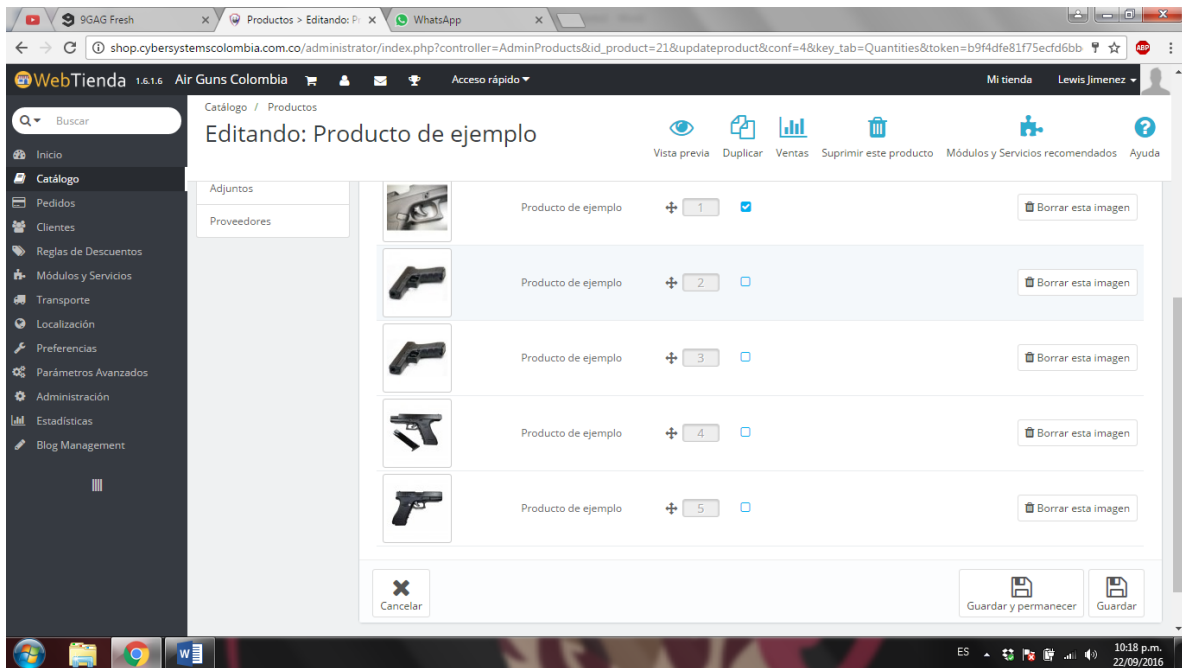 9GAG Fresh
Productos > Editando: Pr
WhatsApp
shop.cybersystemscolombia.com.co/administrator/index.php?controller=AdminProducts&id_product=21&updateproduct&conf=4&key_tab=Quantities&token=b9f4dfe81f75ecfd6bb
ABP
WebTienda 1.6.1.6 Air Guns Colombia Acceso rápido Mi tienda Lewis Jimenez
Buscar
Inicio
Catálogo
Pedidos
Clientes
Reglas de Descuentos
Módulos y Servicios
Transporte
Localización
Preferencias
Parámetros Avanzados
Administración
Estadísticas
Blog Management
Catálogo / Productos
Editando: Producto de ejemplo
Vista previa Duplicar Ventas Suprimir este producto Módulos y Servicios recomendados Ayuda
Adjuntos
Proveedores
Producto de ejemplo 1 Borrar esta imagen
Producto de ejemplo 2 Borrar esta imagen
Producto de ejemplo 3 Borrar esta imagen
Producto de ejemplo 4 Borrar esta imagen
Producto de ejemplo 5 Borrar esta imagen
Cancelar Guardar y permanecer Guardar
W
ES 10:18 p.m.
22/09/2016